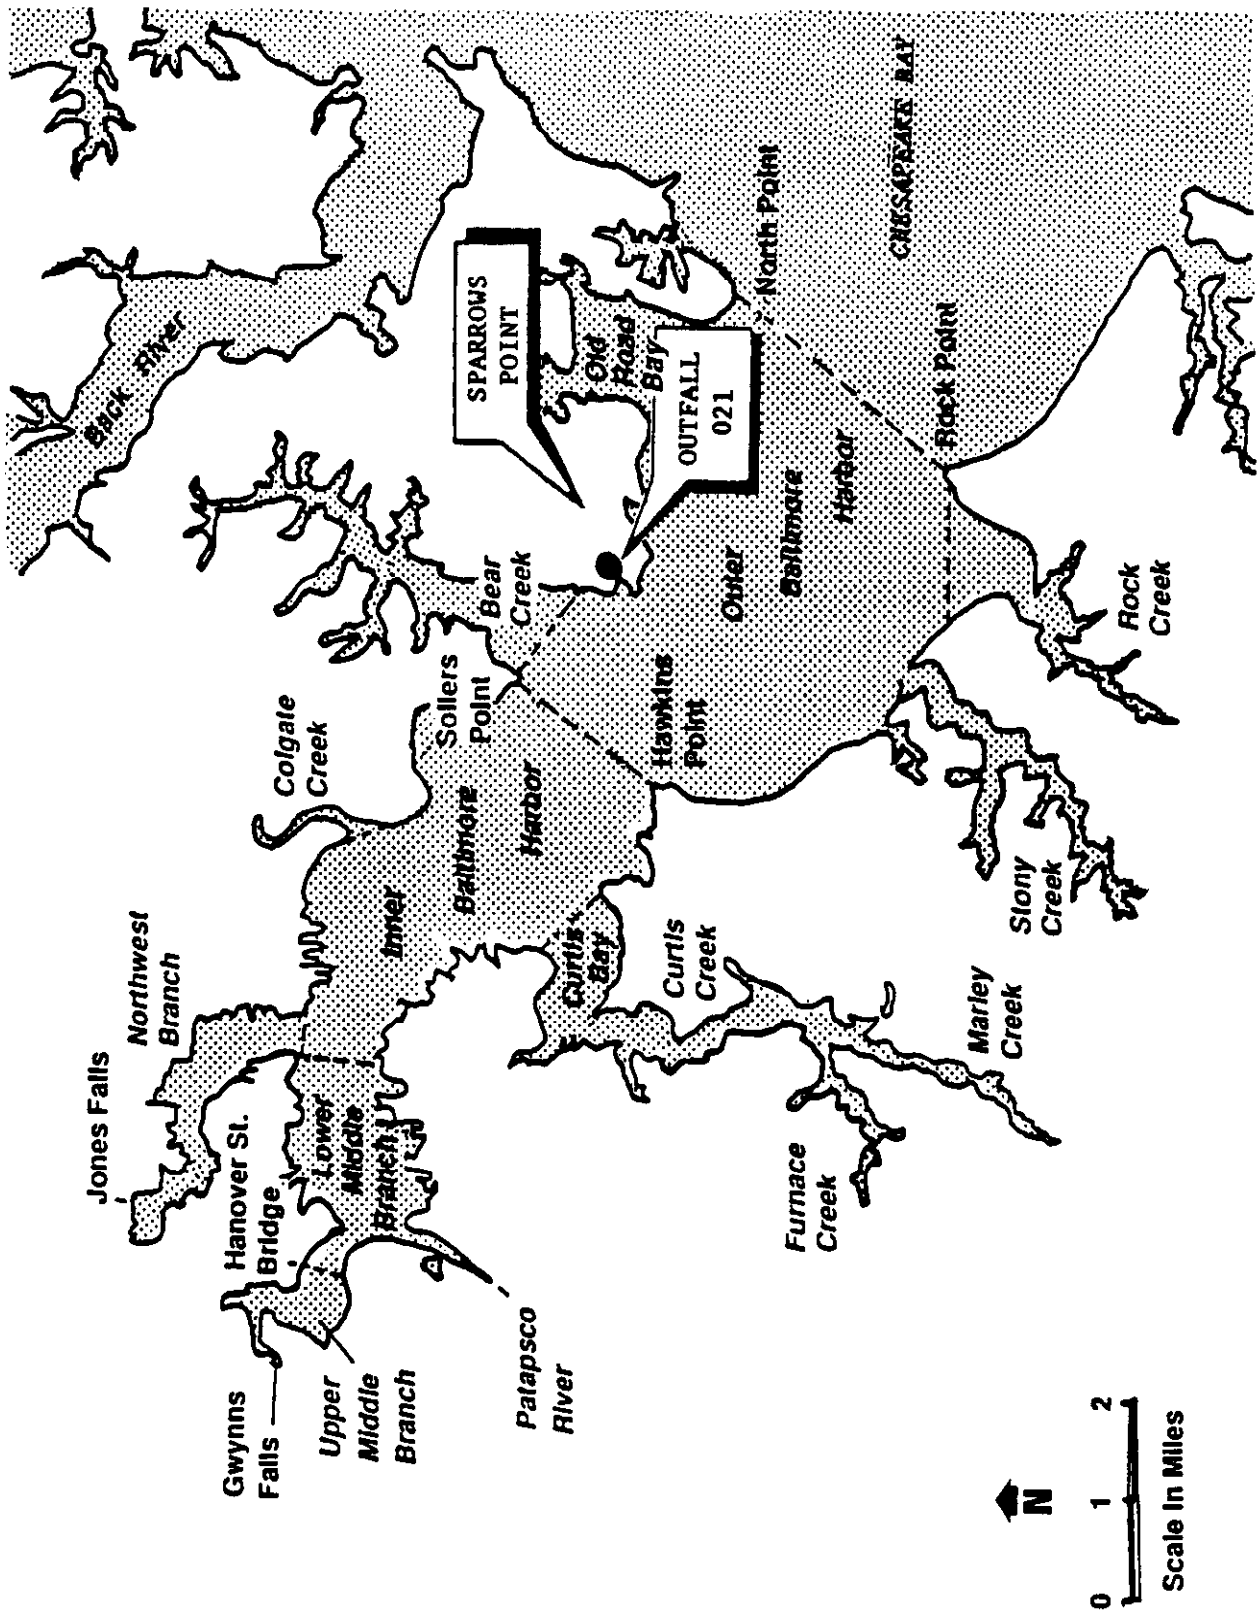 Jones Falls
Northwest
Branch
Hanover St.
Bridge
Gwynns
Falls
Upper
Middle
Branch
Lower
Middle
Branch
Patapsco
River
Colgate
Creek
Inner
Baltimore
Harbor
Sollers
Point
Bear
Creek
Back River
SPARROWS
POINT
Old
Road
Bay
OUTFALL
021
North Point
CHESAPEAKE BAY
Hawkins
Point
Outer
Baltimore
Harbor
Rock Point
Curtis
Bay
Curtis
Creek
Furnace
Creek
Marley
Creek
Stony
Creek
Rock
Creek
N
0 1 2
Scale In Miles